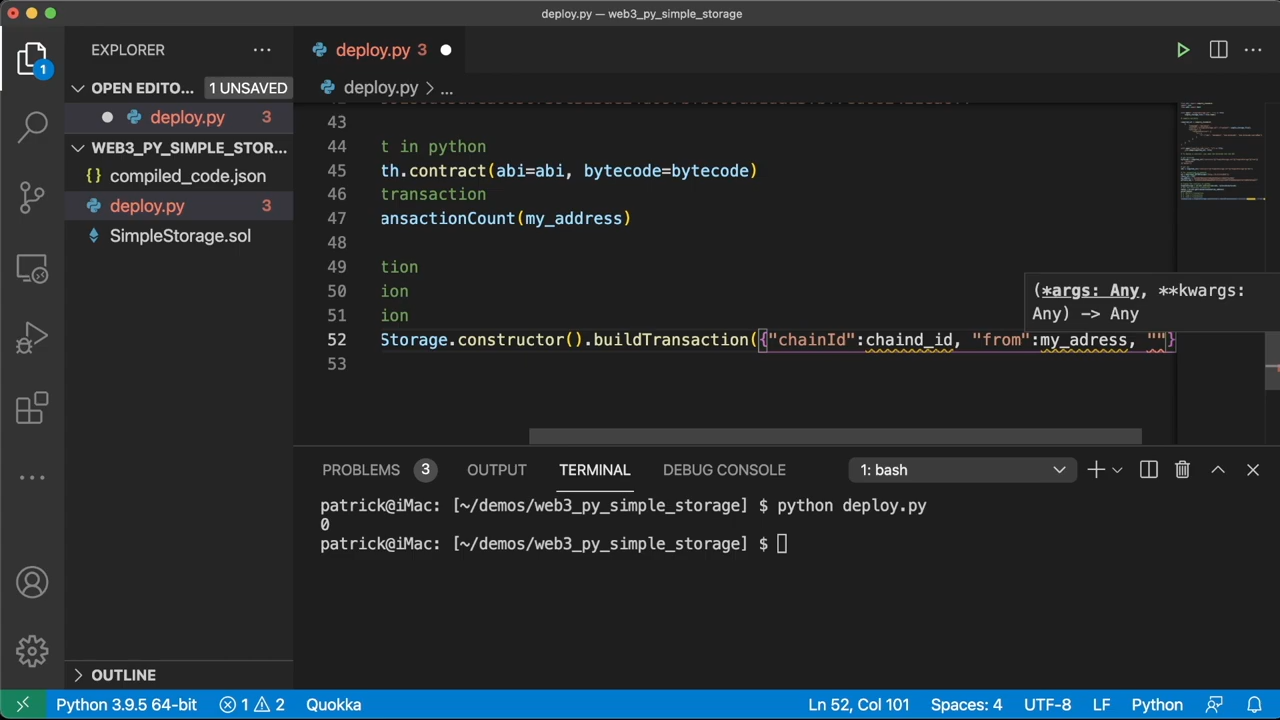 deploy.py — web3_py_simple_storage
EXPLORER
1
OPEN EDITO... 1 UNSAVED
deploy.py 3
WEB3_PY_SIMPLE_STOR...
{} compiled_code.json
deploy.py 3
SimpleStorage.sol
OUTLINE
deploy.py 3
deploy.py > ...
43
44 t in python
45 th.contract(abi=abi, bytecode=bytecode)
46 transaction
47 ansactionCount(my_address)
48
49 tion
50 ion
51 ion
52 Storage.constructor().buildTransaction({"chainId":chaind_id, "from":my_adress, ""}
53
(*args: Any, **kwargs:
Any) -> Any
PROBLEMS 3 OUTPUT TERMINAL DEBUG CONSOLE 1: bash
patrick@iMac: [~/demos/web3_py_simple_storage] $ python deploy.py
0
patrick@iMac: [~/demos/web3_py_simple_storage] $
Python 3.9.5 64-bit 1 2 Quokka Ln 52, Col 101 Spaces: 4 UTF-8 LF Python